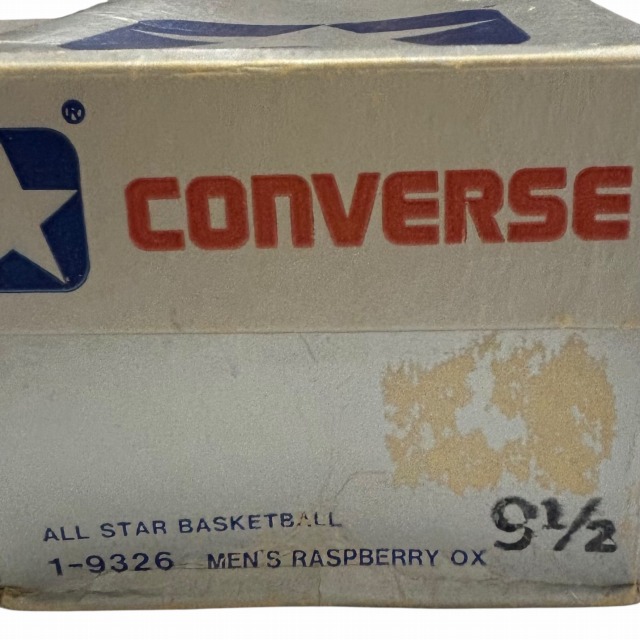 ®
CONVERSE
ALL STAR BASKETBALL
1-9326 MEN'S RASPBERRY OX 9½